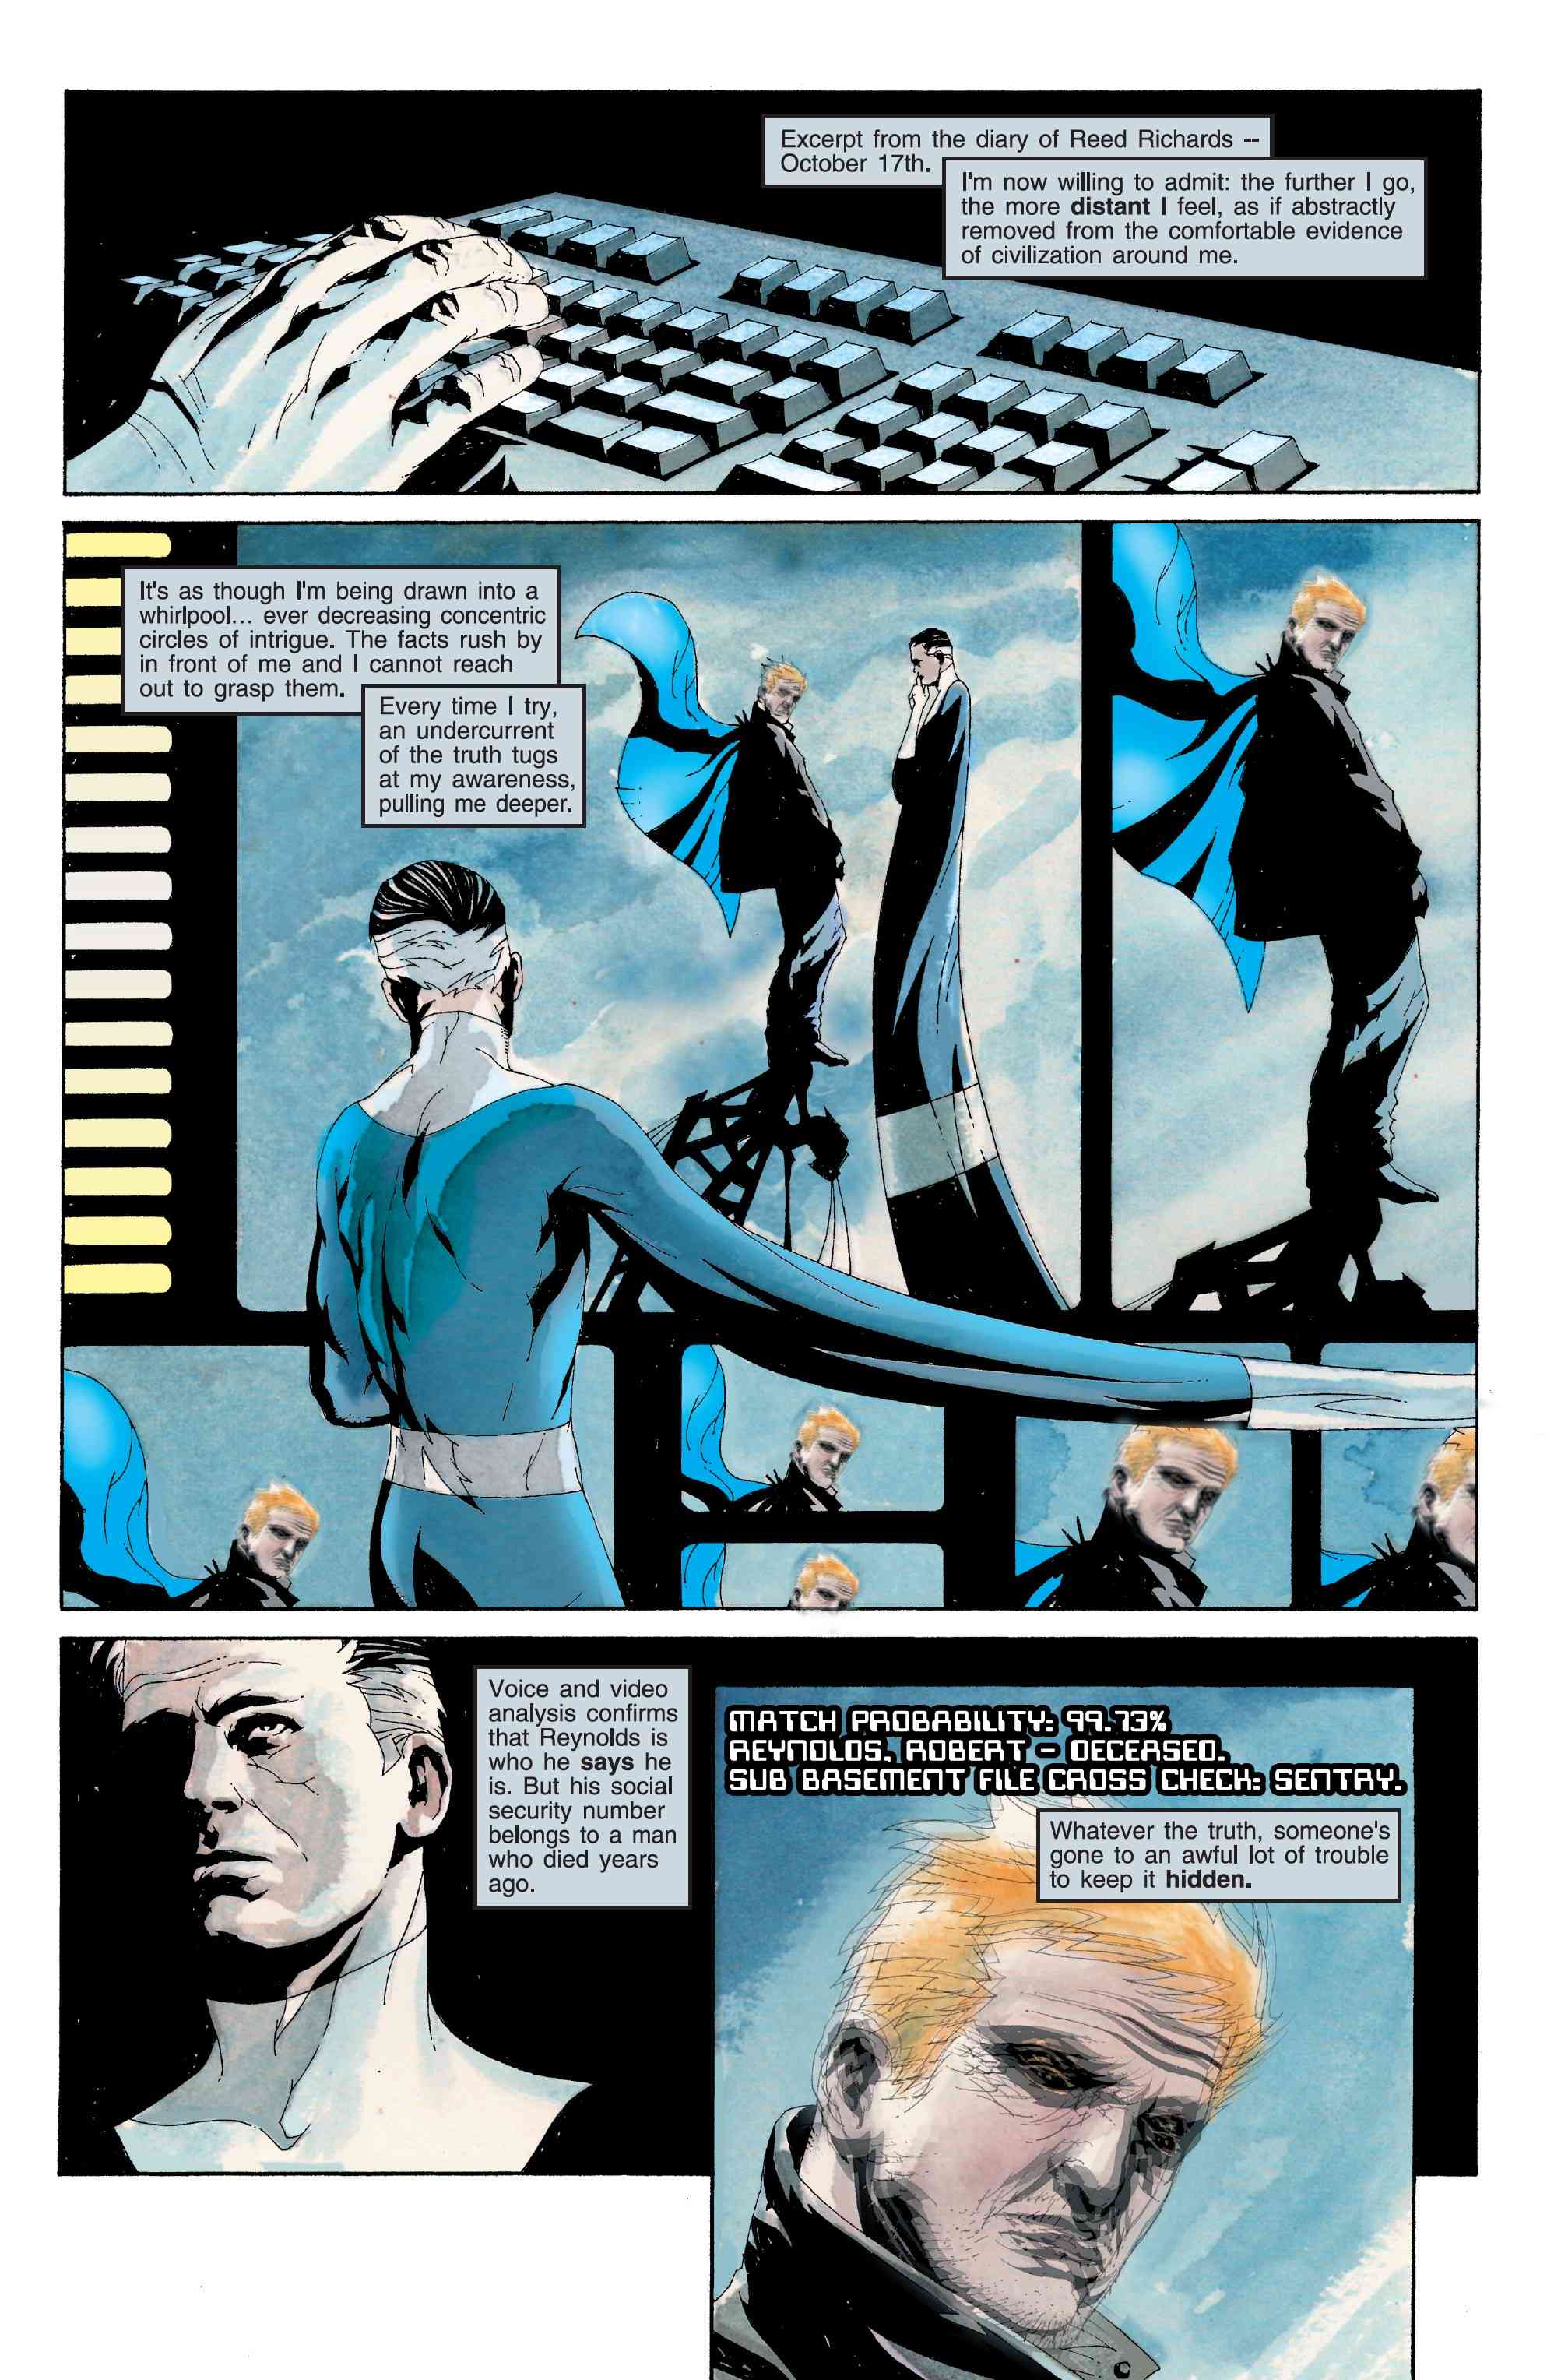 Excerpt from the diary of Reed Richards --
October 17th.
I'm now willing to admit: the further I go,
the more distant I feel, as if abstractly
removed from the comfortable evidence
of civilization around me.
It's as though I'm being drawn into a
whirlpool... ever decreasing concentric
circles of intrigue. The facts rush by
in front of me and I cannot reach
out to grasp them.
Every time I try,
an undercurrent
of the truth tugs
at my awareness,
pulling me deeper.
Voice and video
analysis confirms
that Reynolds is
who he says he
is. But his social
security number
belongs to a man
who died years
ago.
MATCH PROBABILITY: 99.73%
REYNOLDS, ROBERT - DECEASED.
SUB BASEMENT FILE CROSS CHECK: SENTRY.
Whatever the truth, someone's
gone to an awful lot of trouble
to keep it hidden.